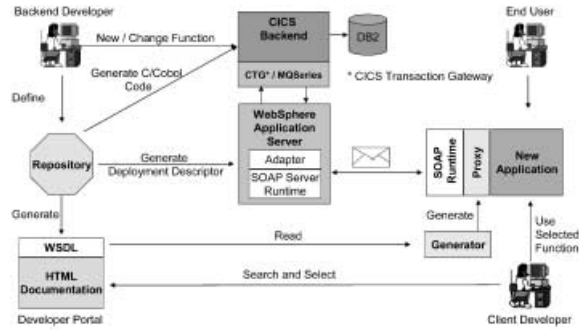 Backend Developer
End User
CICS
Backend
DB2
New / Change Function
Generate C/Cobol
Code
CTG* / MQSeries
* CICS Transaction Gateway
Define
WebSphere
Application
Server
Repository
Generate
Deployment Descriptor
Adapter
SOAP Server
Runtime
SOAP
Runtime
Proxy
New
Application
Generate
Generate
Use
Selected
Function
WSDL
Read
Generator
HTML
Documentation
Search and Select
Developer Portal
Client Developer